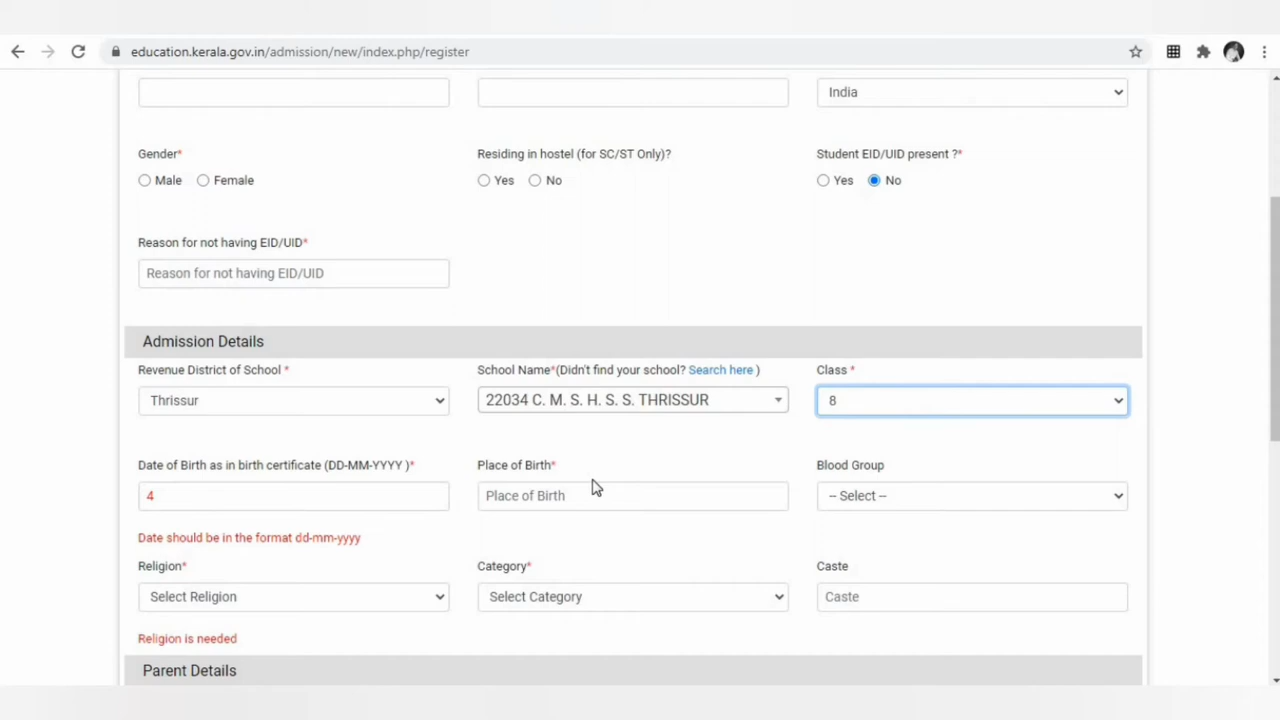 education.kerala.gov.in/admission/new/index.php/register
India
Gender* Residing in hostel (for SC/ST Only)? Student EID/UID present ?*
Male Female Yes No Yes No
Reason for not having EID/UID*
Reason for not having EID/UID
Admission Details
Revenue District of School * School Name*(Didn't find your school? Search here ) Class *
Thrissur 22034 C. M. S. H. S. S. THRISSUR 8
Date of Birth as in birth certificate (DD-MM-YYYY )* Place of Birth* Blood Group
4 Place of Birth -- Select --
Date should be in the format dd-mm-yyyy
Religion* Category* Caste
Select Religion Select Category Caste
Religion is needed
Parent Details